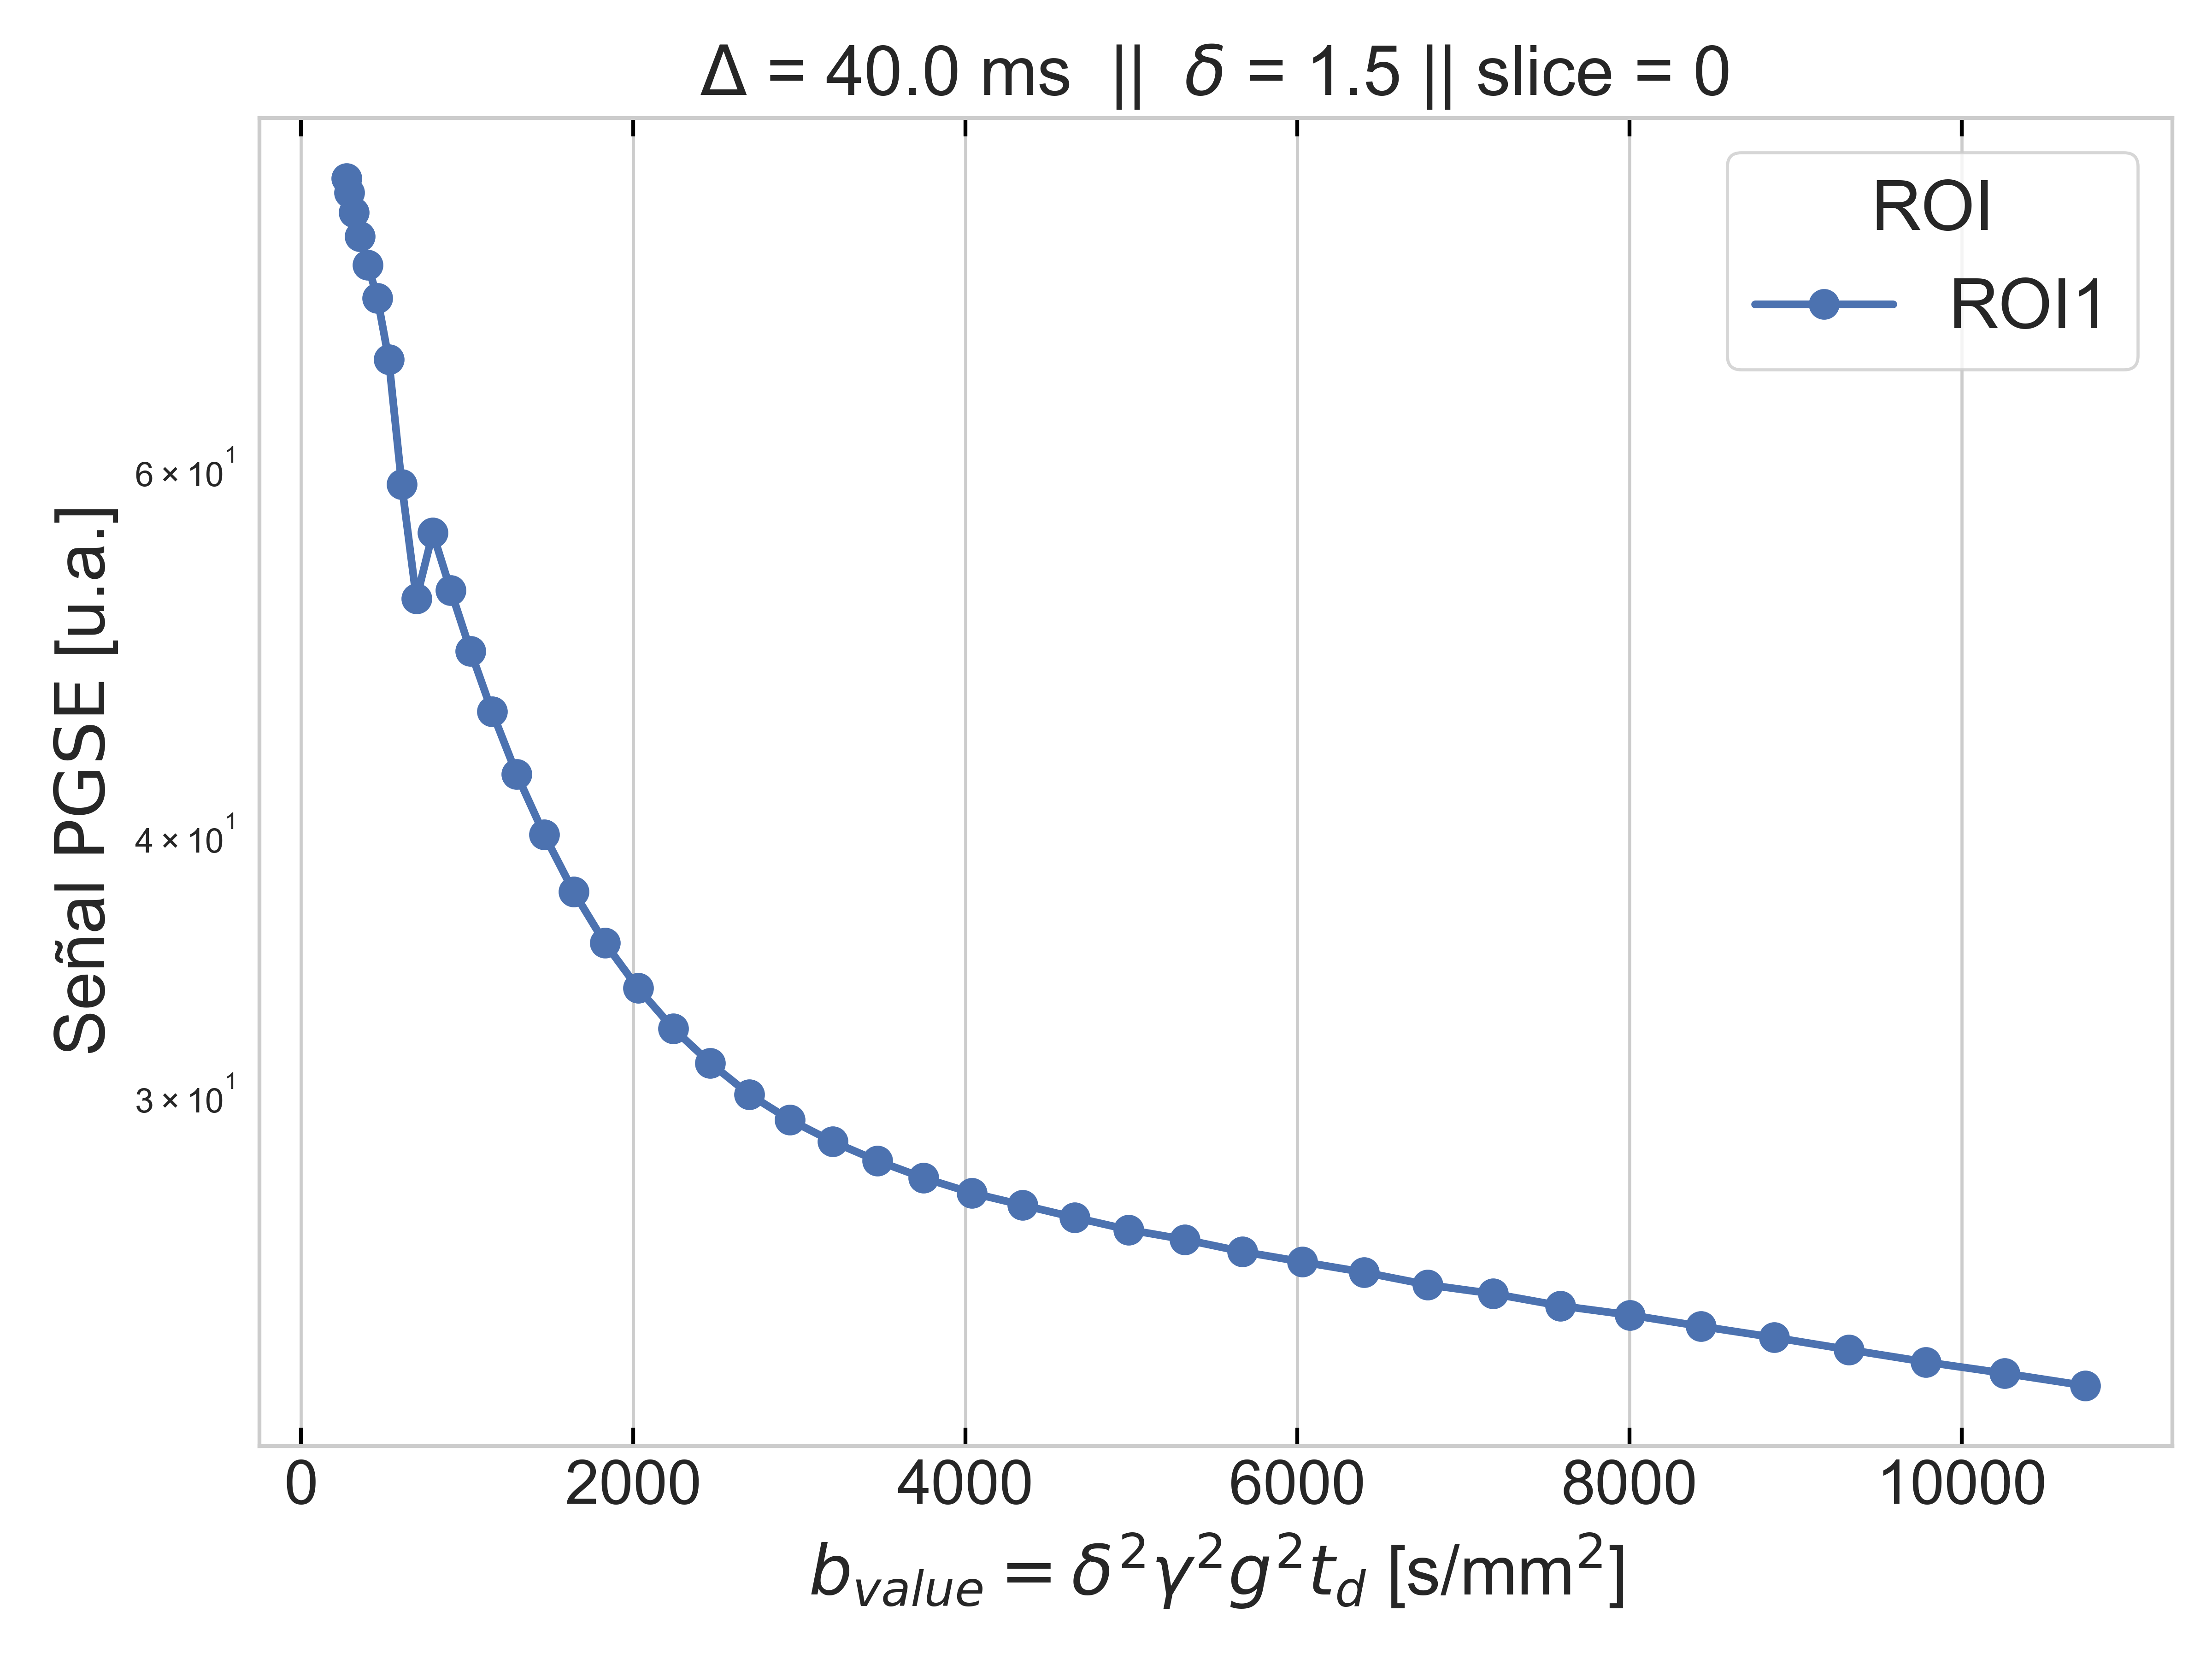 Δ = 40.0 ms || δ = 1.5 || slice = 0
ROI
ROI1
Señal PGSE [u.a.]
6 × 10¹
4 × 10¹
3 × 10¹
0 2000 4000 6000 8000 10000
b_value = δ²γ²g²t_d [s/mm²]